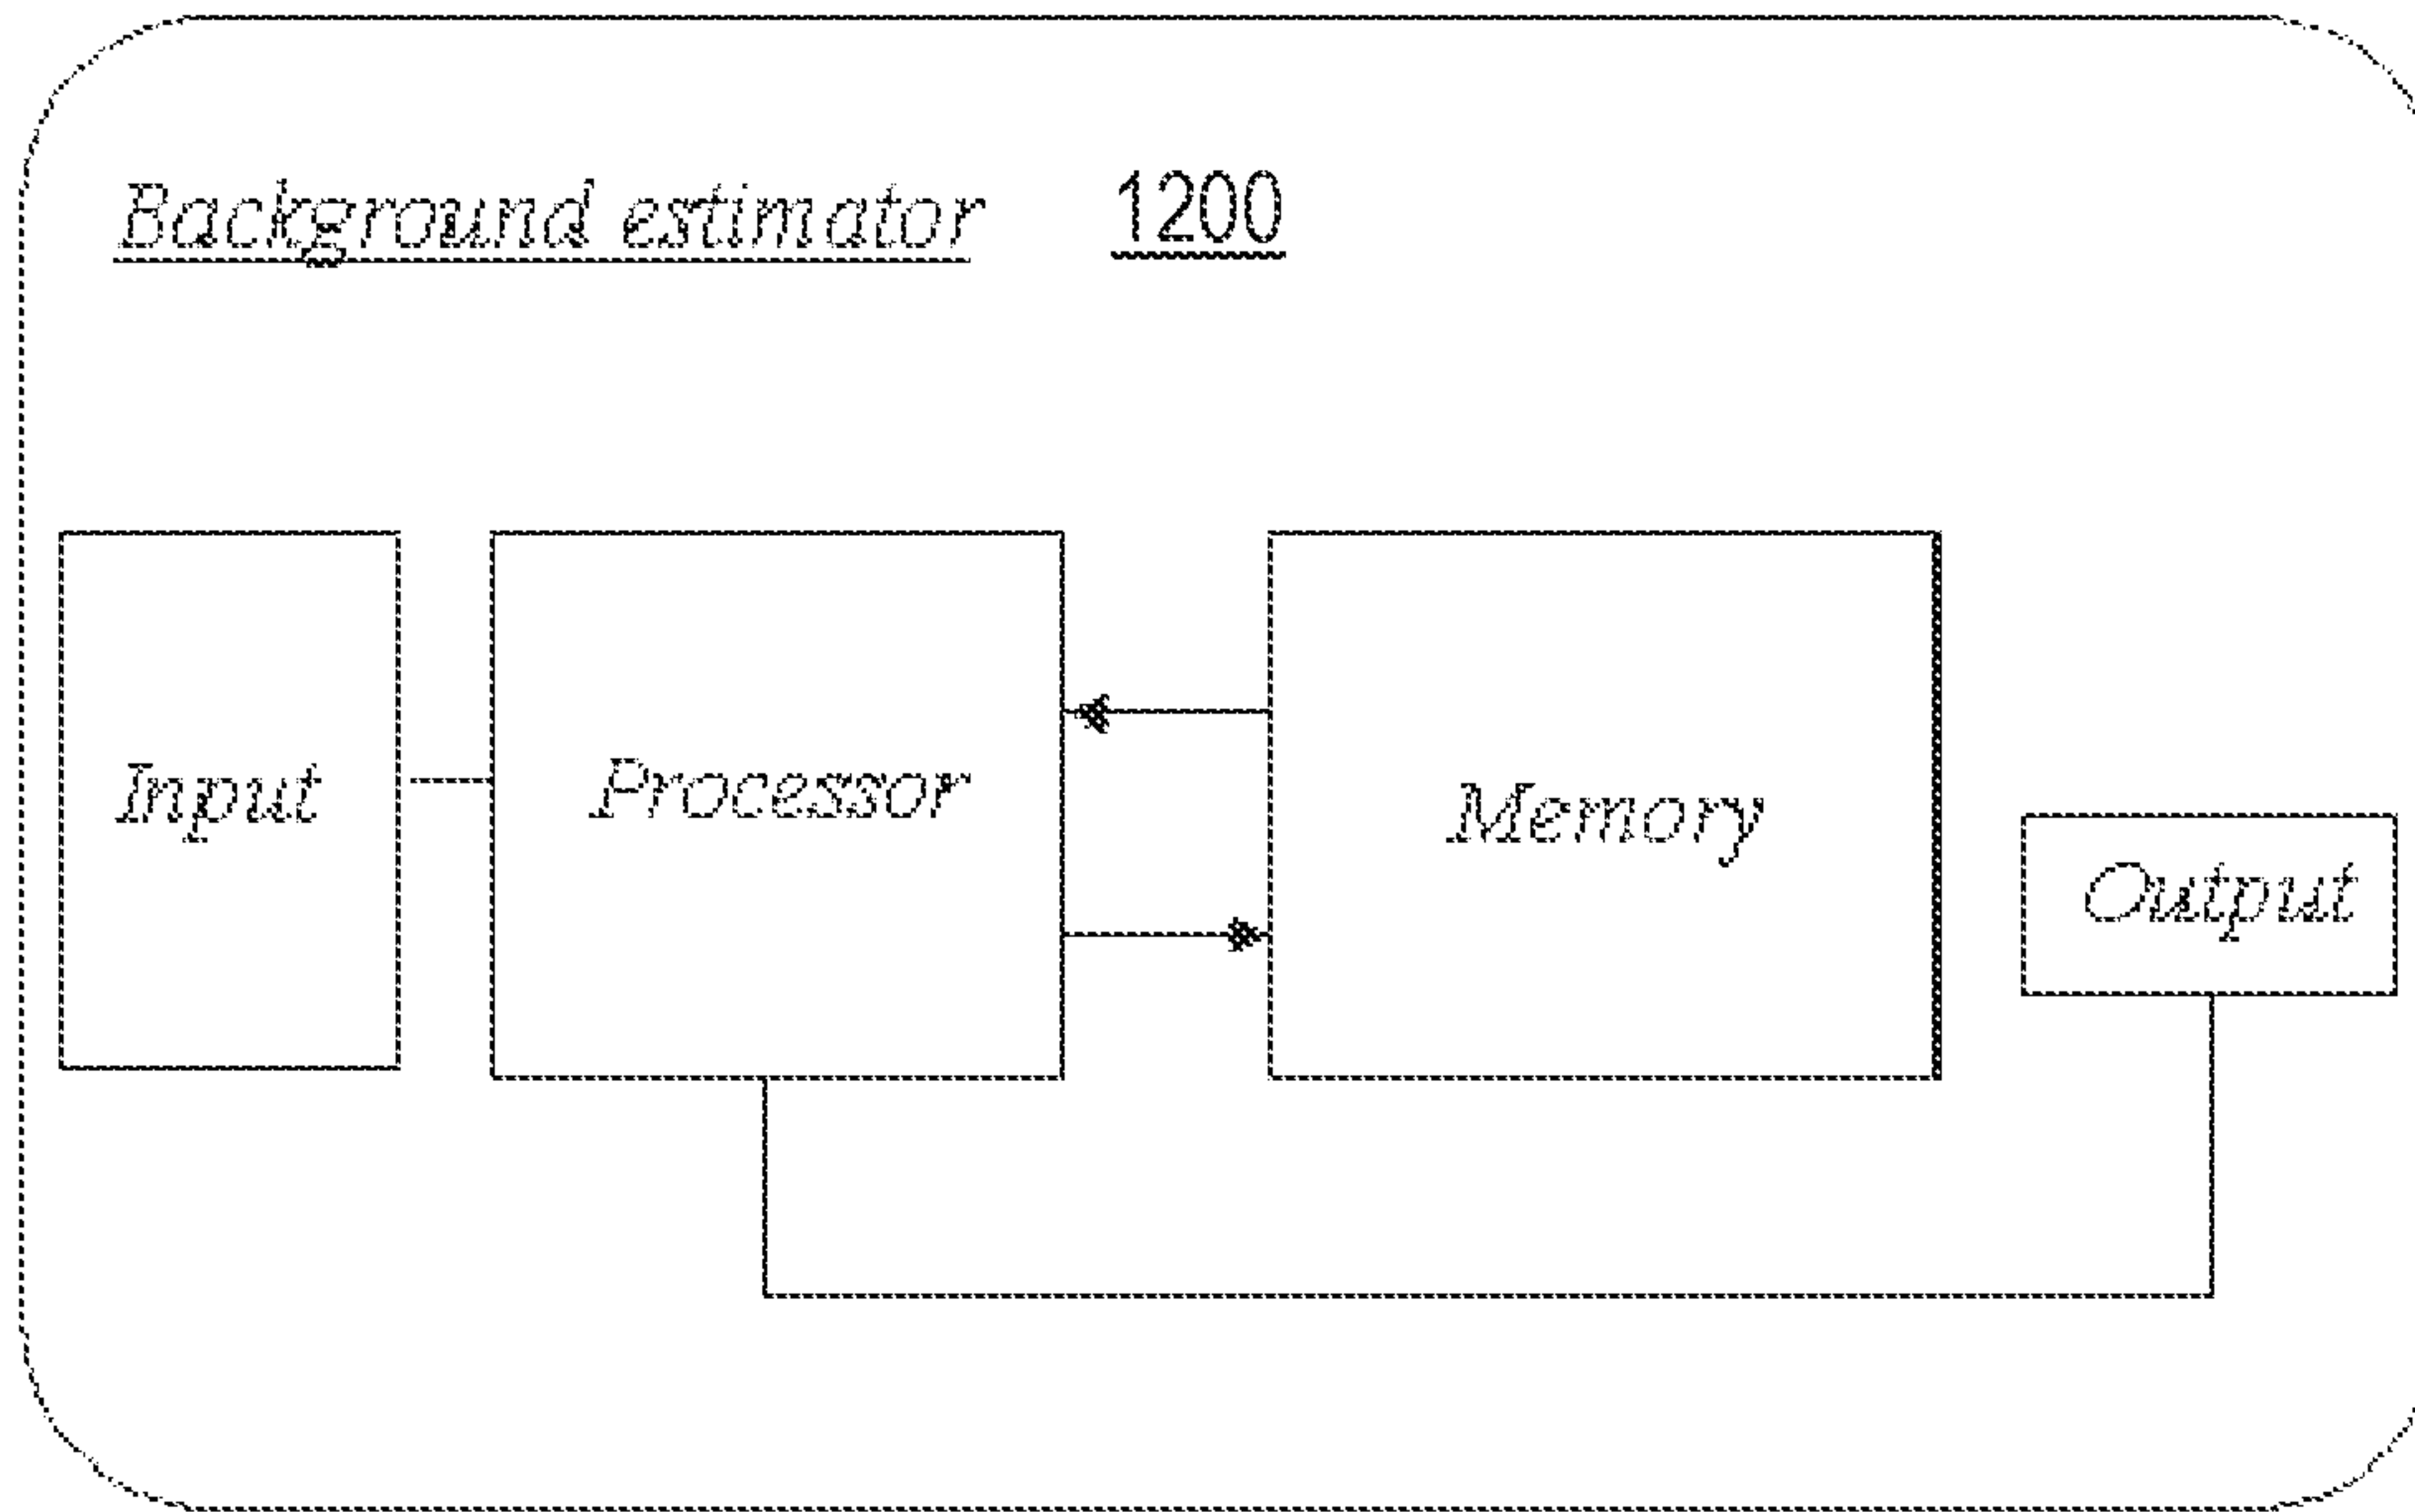 Background estimator 1200
Input
Processor
Memory
Output